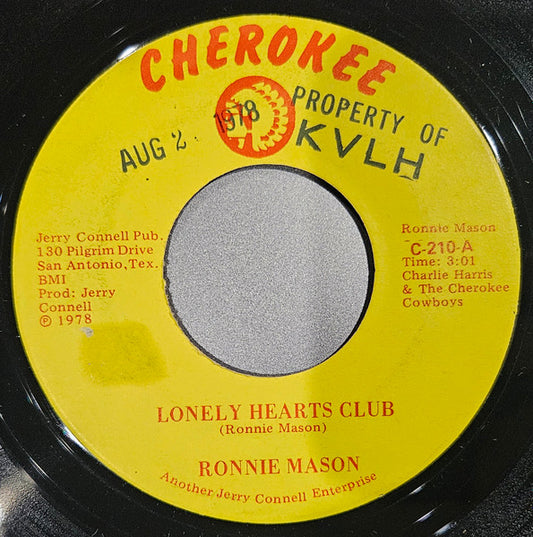 CHEROKEE
AUG 2 1978
PROPERTY OF
KVLH
Jerry Connell Pub.
130 Pilgrim Drive
San Antonio, Tex.
BMI
Prod: Jerry
Connell
℗ 1978
Ronnie Mason
C-210-A
Time: 3:01
Charlie Harris
& The Cherokee
Cowboys
LONELY HEARTS CLUB
(Ronnie Mason)
RONNIE MASON
Another Jerry Connell Enterprise